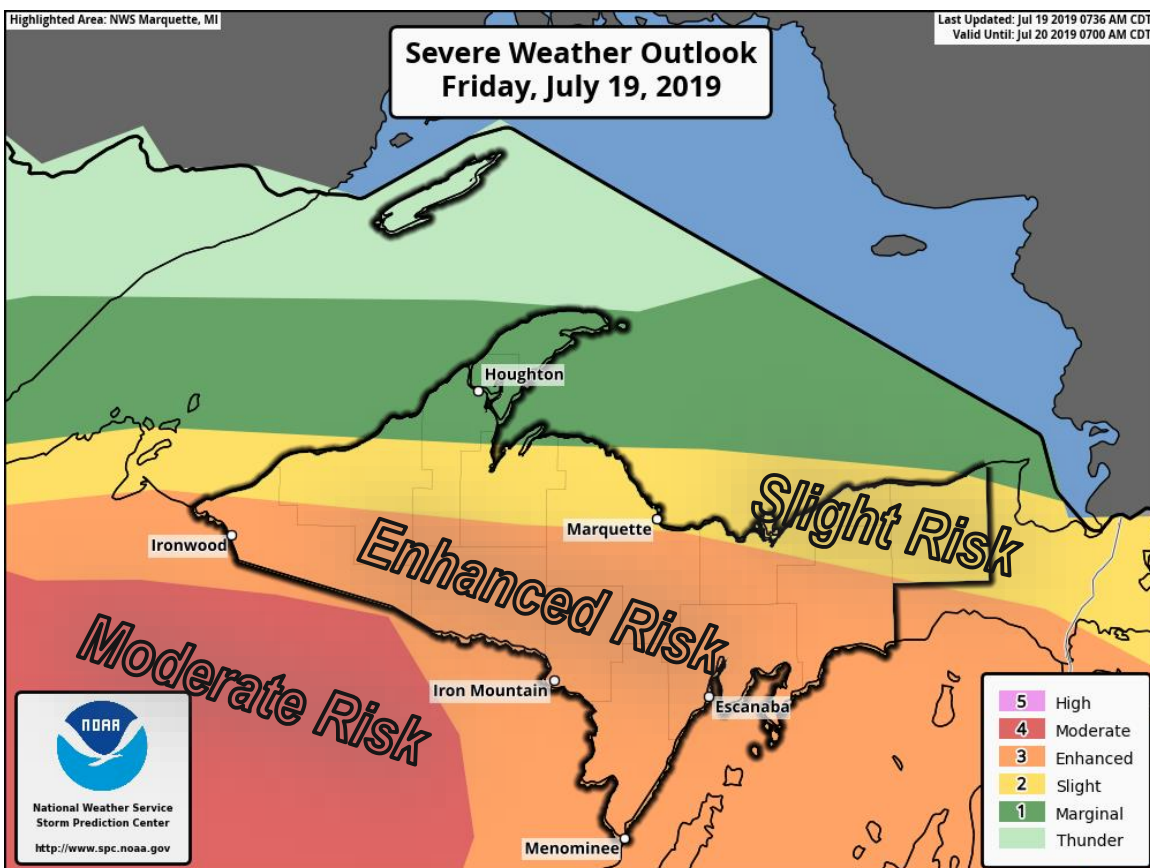 Highlighted Area: NWS Marquette, MI
Last Updated: Jul 19 2019 0736 AM CDT
Valid Until: Jul 20 2019 0700 AM CDT
Severe Weather Outlook
Friday, July 19, 2019
Houghton
Slight Risk
Marquette
Ironwood
Enhanced Risk
Moderate Risk
Iron Mountain
Escanaba
Menominee
NOAA
National Weather Service
Storm Prediction Center
http://www.spc.noaa.gov
5 High
4 Moderate
3 Enhanced
2 Slight
1 Marginal
Thunder